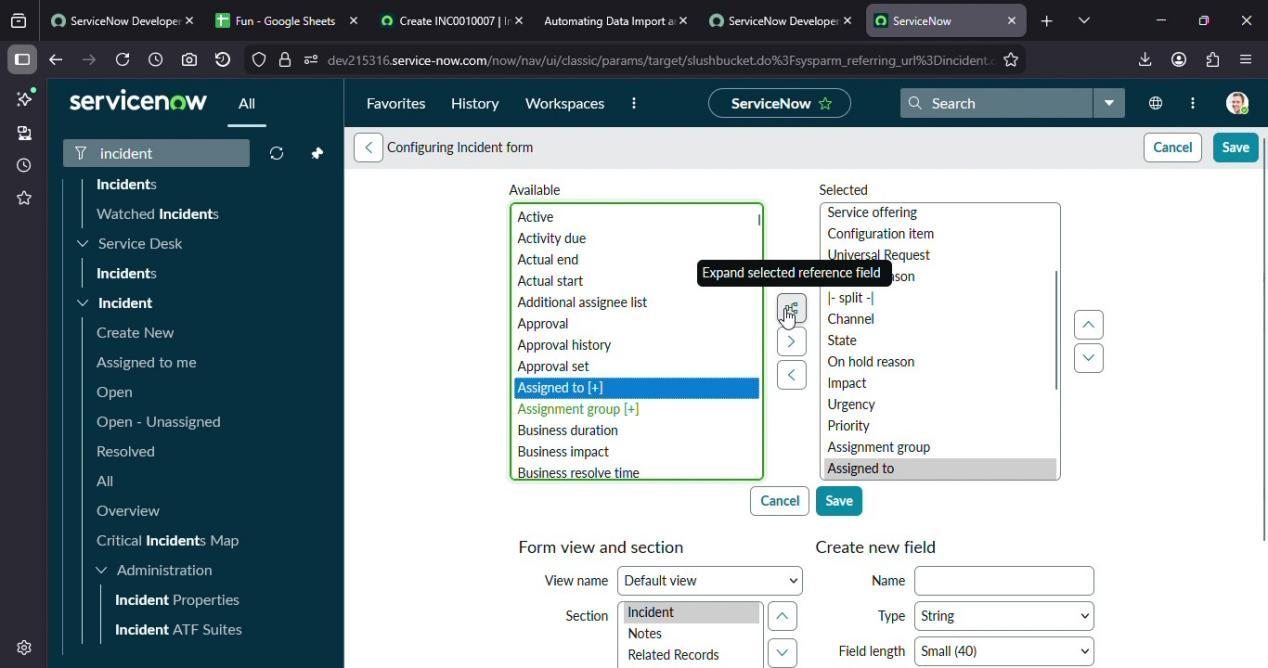 ServiceNow Developer
Fun - Google Sheets
Create INC0010007 | I
Automating Data Import a
ServiceNow Developer
ServiceNow
dev215316.service-now.com/now/nav/ui/classic/params/target/slushbucket.do%3Fsysparm_referring_url%3Dincident.
servicenow
All
Favorites
History
Workspaces
ServiceNow
Search
incident
Configuring Incident form
Cancel
Save
Incidents
Watched Incidents
Service Desk
Incidents
Incident
Create New
Assigned to me
Open
Open - Unassigned
Resolved
All
Overview
Critical Incidents Map
Administration
Incident Properties
Incident ATF Suites
Available
Active
Activity due
Actual end
Actual start
Additional assignee list
Approval
Approval history
Approval set
Assigned to [+]
Assignment group [+]
Business duration
Business impact
Business resolve time
Expand selected reference field
Selected
Service offering
Configuration item
Universal Request
ason
|- split -|
Channel
State
On hold reason
Impact
Urgency
Priority
Assignment group
Assigned to
Cancel
Save
Form view and section
View name
Default view
Section
Incident
Notes
Related Records
Create new field
Name
Type
String
Field length
Small (40)